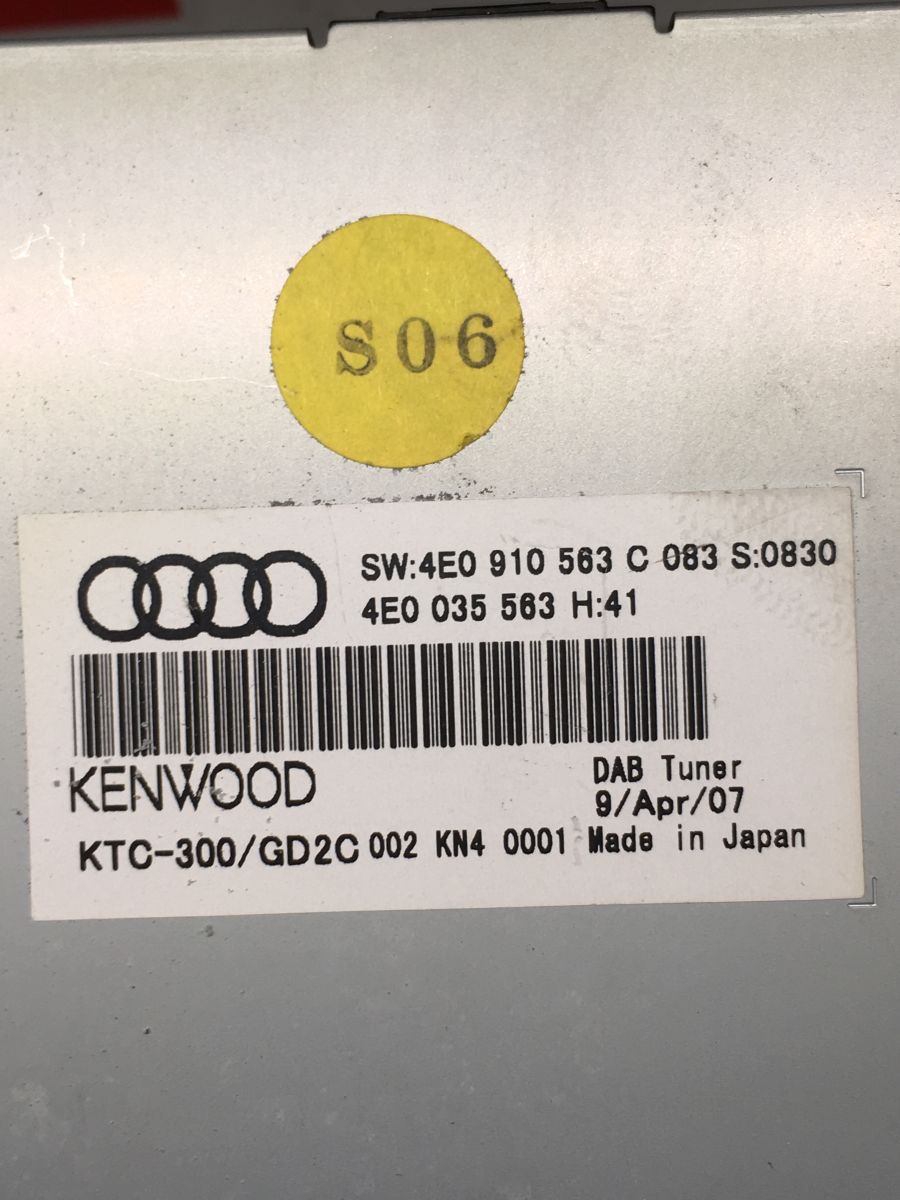 S06
SW:4E0 910 563 C 083 S:0830
4E0 035 563 H:41
KENWOOD
DAB Tuner
9/Apr/07
KTC-300/GD2C 002 KN4 0001 Made in Japan